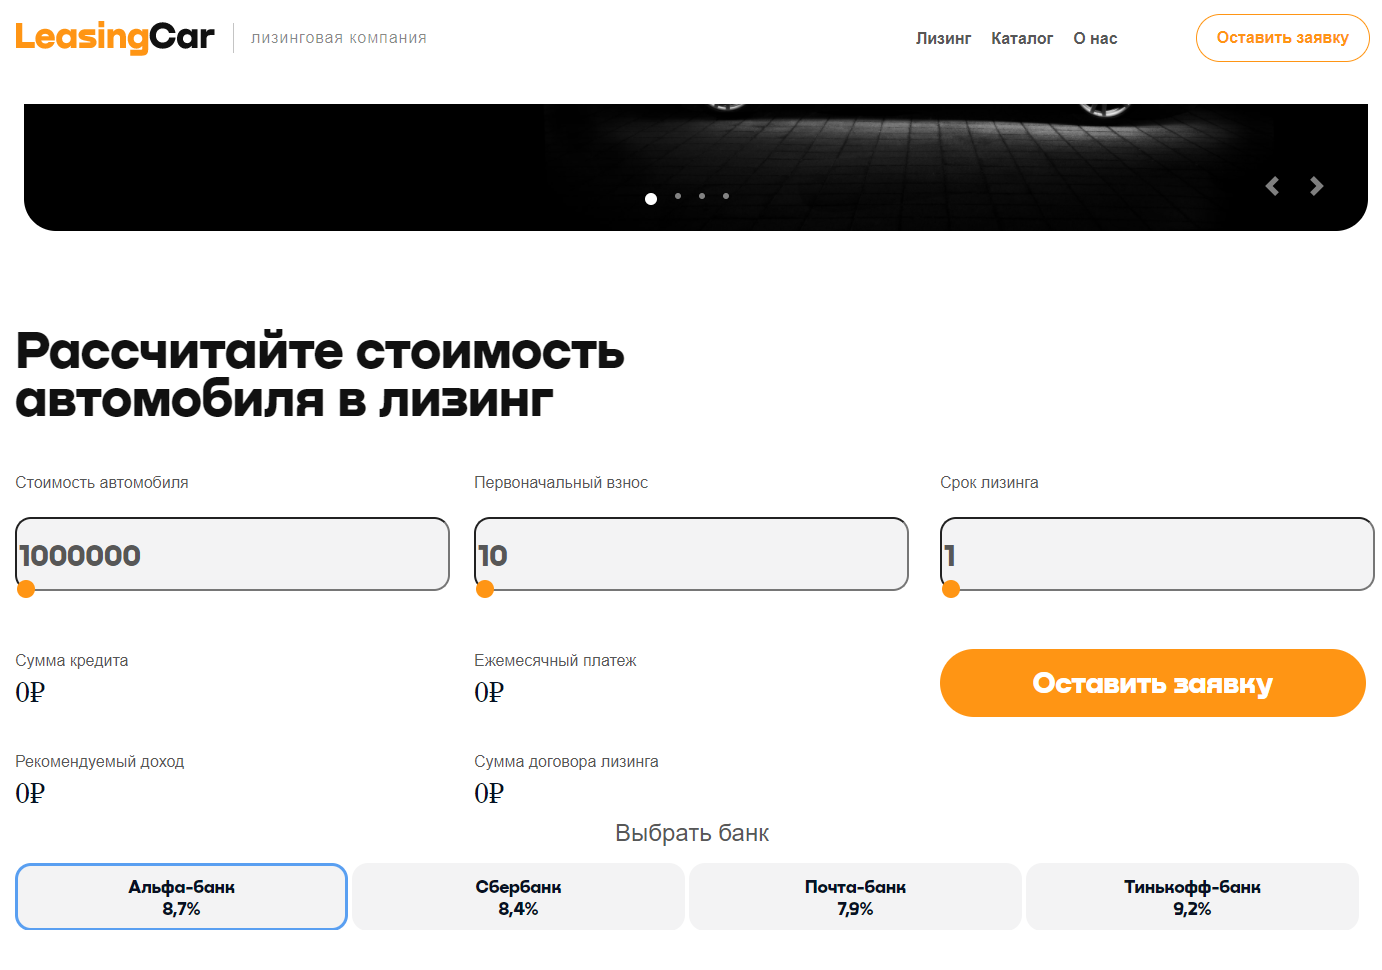 LeasingCar
лизинговая компания
Лизинг
Каталог
О нас
Оставить заявку
Рассчитайте стоимость
автомобиля в лизинг
Стоимость автомобиля
Первоначальный взнос
Срок лизинга
1000000
10
1
Сумма кредита
Ежемесячный платеж
0₽
0₽
Оставить заявку
Рекомендуемый доход
Сумма договора лизинга
0₽
0₽
Выбрать банк
Альфа-банк
8,7%
Сбербанк
8,4%
Почта-банк
7,9%
Тинькофф-банк
9,2%